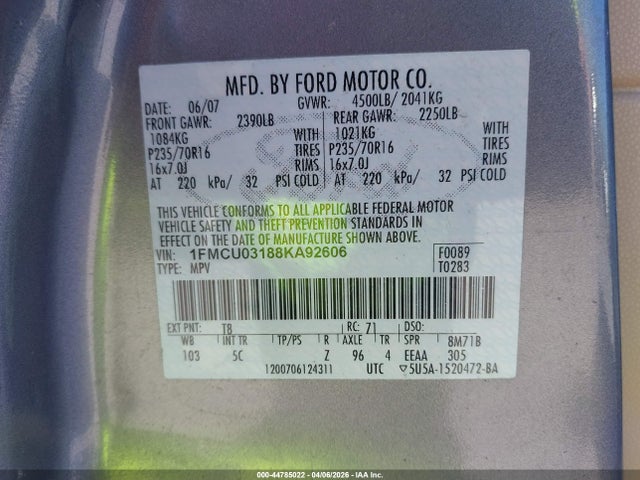 MFD. BY FORD MOTOR CO.
DATE: 06/07 GVWR: 4500LB/ 2041KG
FRONT GAWR: 2390LB REAR GAWR: 2250LB
1084KG WITH 1021KG WITH
P235/70R16 TIRES P235/70R16 TIRES
16x7.0J RIMS 16x7.0J RIMS
AT 220 kPa/ 32 PSI COLD AT 220 kPa/ 32 PSI COLD
THIS VEHICLE CONFORMS TO ALL APPLICABLE FEDERAL MOTOR
VEHICLE SAFETY AND THEFT PREVENTION STANDARDS IN
EFFECT ON THE DATE OF MANUFACTURE SHOWN ABOVE.
VIN: 1FMCU03188KA92606 F0089
TYPE: MPV T0283
EXT PNT: T8 RC: 71 DSO:
WB INT TR TP/PS R AXLE TR SPR 8M71B
103 5C Z 96 4 EEAA 305
1200706124311 UTC ▽5U5A-1520472-BA
000-44785022 - 04/06/2026 - IAA Inc.